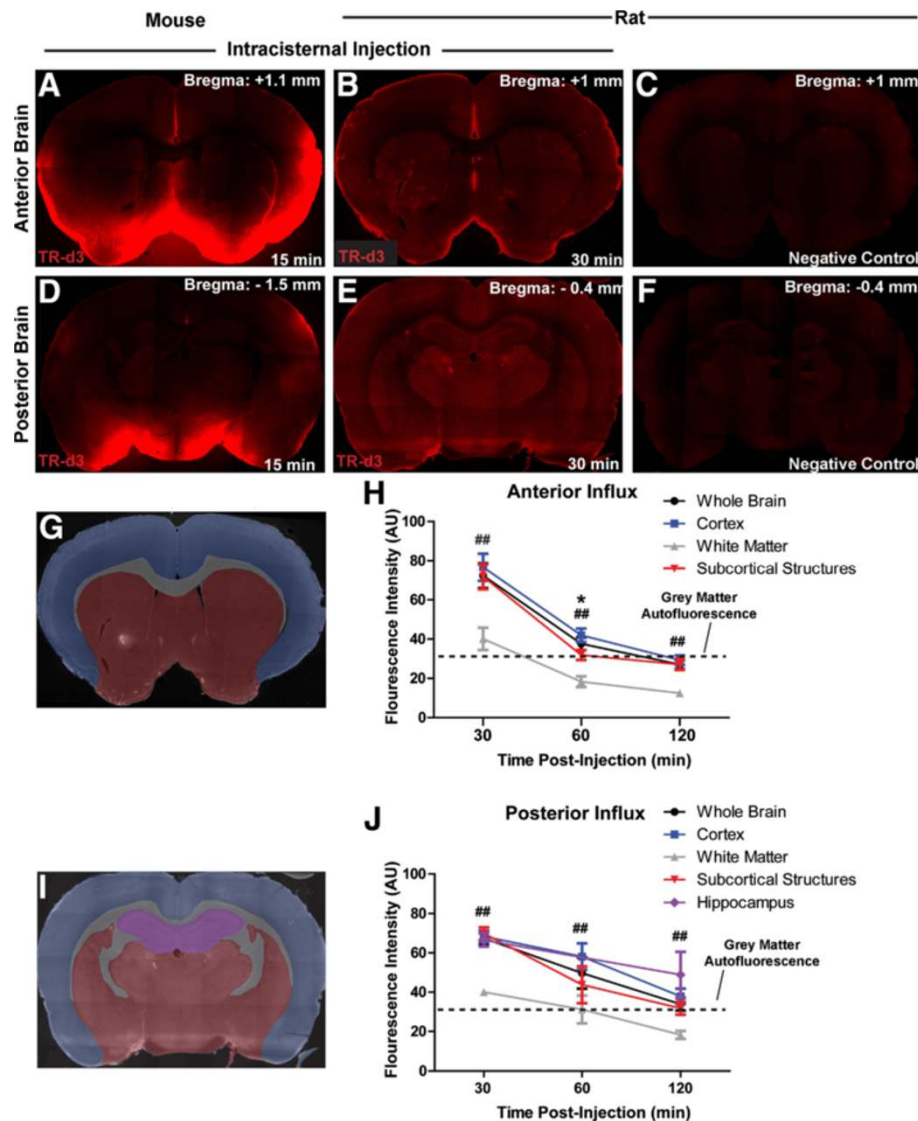 Mouse
Rat
Intracisternal Injection
Anterior Brain
A
Bregma: +1.1 mm
TR-d3
15 min
B
Bregma: +1 mm
TR-d3
30 min
C
Bregma: +1 mm
Negative Control
Posterior Brain
D
Bregma: - 1.5 mm
TR-d3
15 min
E
Bregma: - 0.4 mm
TR-d3
30 min
F
Bregma: -0.4 mm
Negative Control
G
H
Anterior Influx
Whole Brain
Cortex
White Matter
Subcortical Structures
Grey Matter
Autofluorescence
Flourescence Intensity (AU)
100
80
60
40
20
0
##
*
##
##
30
60
120
Time Post-Injection (min)
I
J
Posterior Influx
Whole Brain
Cortex
White Matter
Subcortical Structures
Hippocampus
Grey Matter
Autofluorescence
Flourescence Intensity (AU)
100
80
60
40
20
0
##
##
##
30
60
120
Time Post-Injection (min)